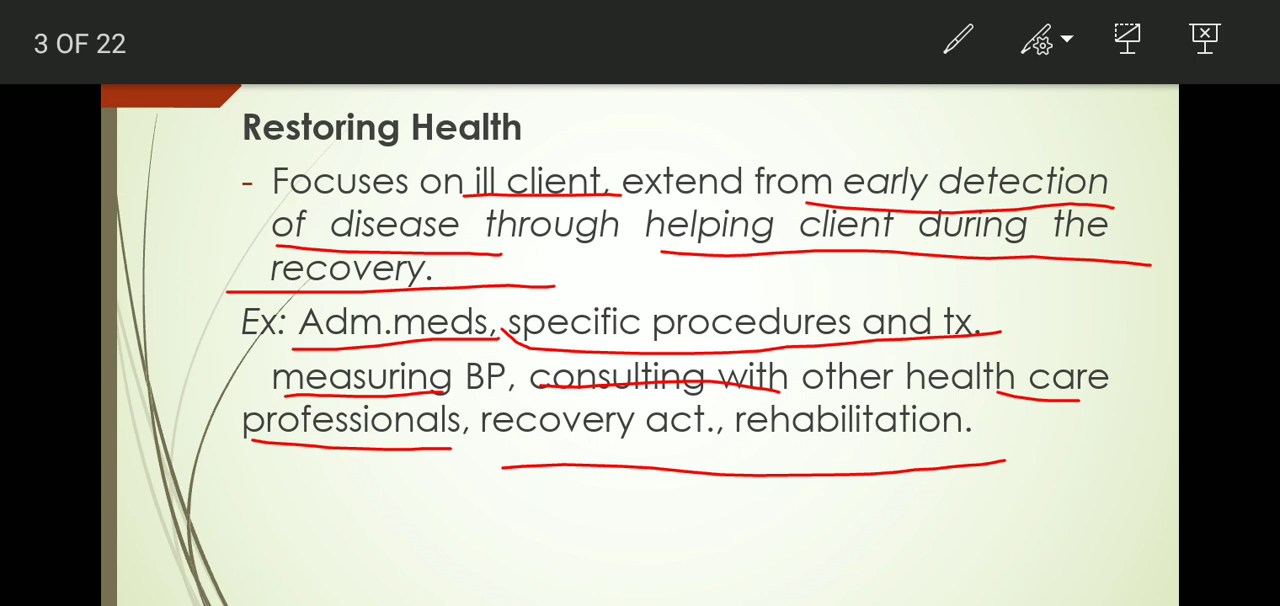 3 OF 22
Restoring Health
- Focuses on ill client, extend from early detection
of disease through helping client during the
recovery.
Ex: Adm.meds, specific procedures and tx.
measuring BP, consulting with other health care
professionals, recovery act., rehabilitation.